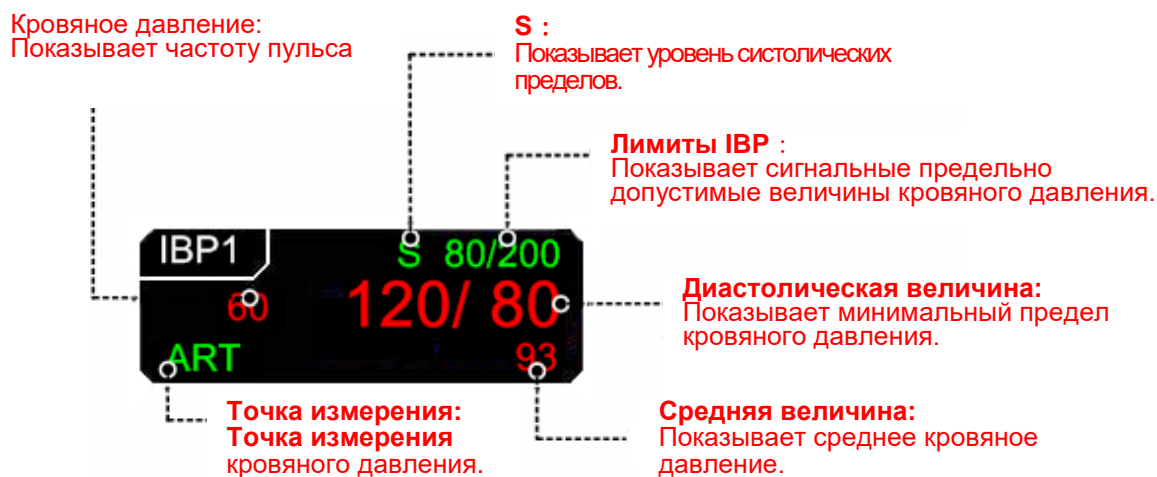 Кровяное давление:
Показывает частоту пульса
S :
Показывает уровень систолических
пределов.
Лимиты IBP :
Показывает сигнальные предельно
допустимые величины кровяного давления.
IBP1
S 80/200
60
120/ 80
ART
93
Диастолическая величина:
Показывает минимальный предел
кровяного давления.
Точка измерения:
Точка измерения
кровяного давления.
Средняя величина:
Показывает среднее кровяное
давление.